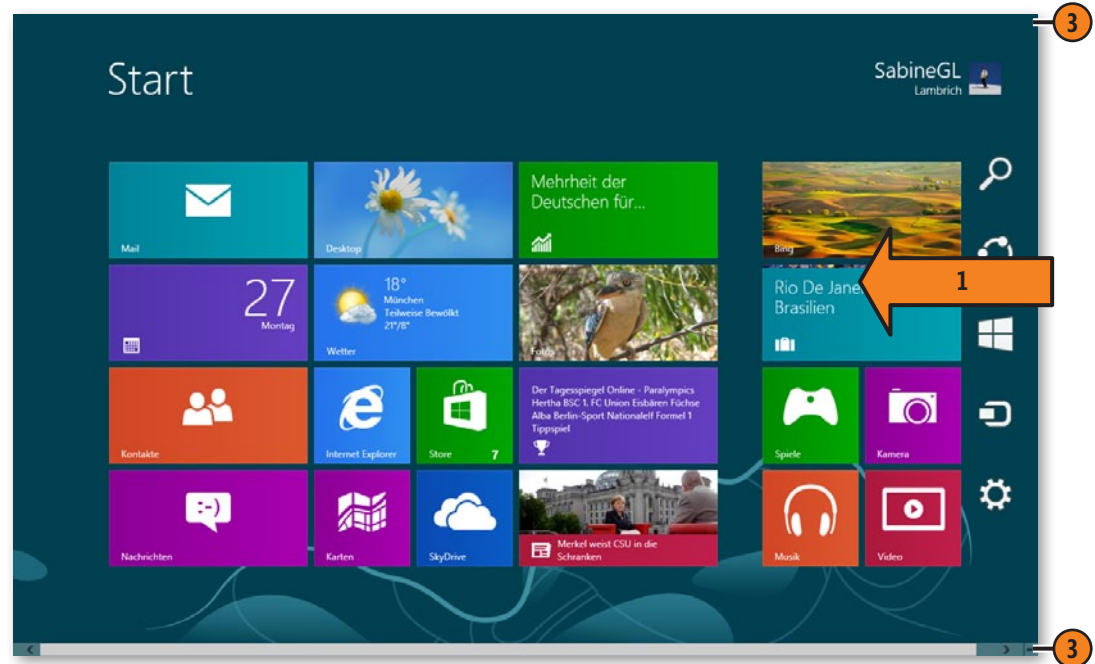 3
Start
SabineGL
Lambrich
Mail
Desktop
Mehrheit der
Deutschen für...
Bing
27
Montag
18°
München
Teilweise Bewölkt
21°/8°
Wetter
Fotos
Rio De Jane
Brasilien
1
Kontakte
Internet Explorer
Store
7
Der Tagesspiegel Online - Paralympics
Hertha BSC 1. FC Union Eisbären Füchse
Alba Berlin-Sport Nationalelf Formel 1
Tippspiel
Spiele
Kamera
:-)
Nachrichten
Karten
SkyDrive
Merkel weist CSU in die
Schranken
Musik
Video
3